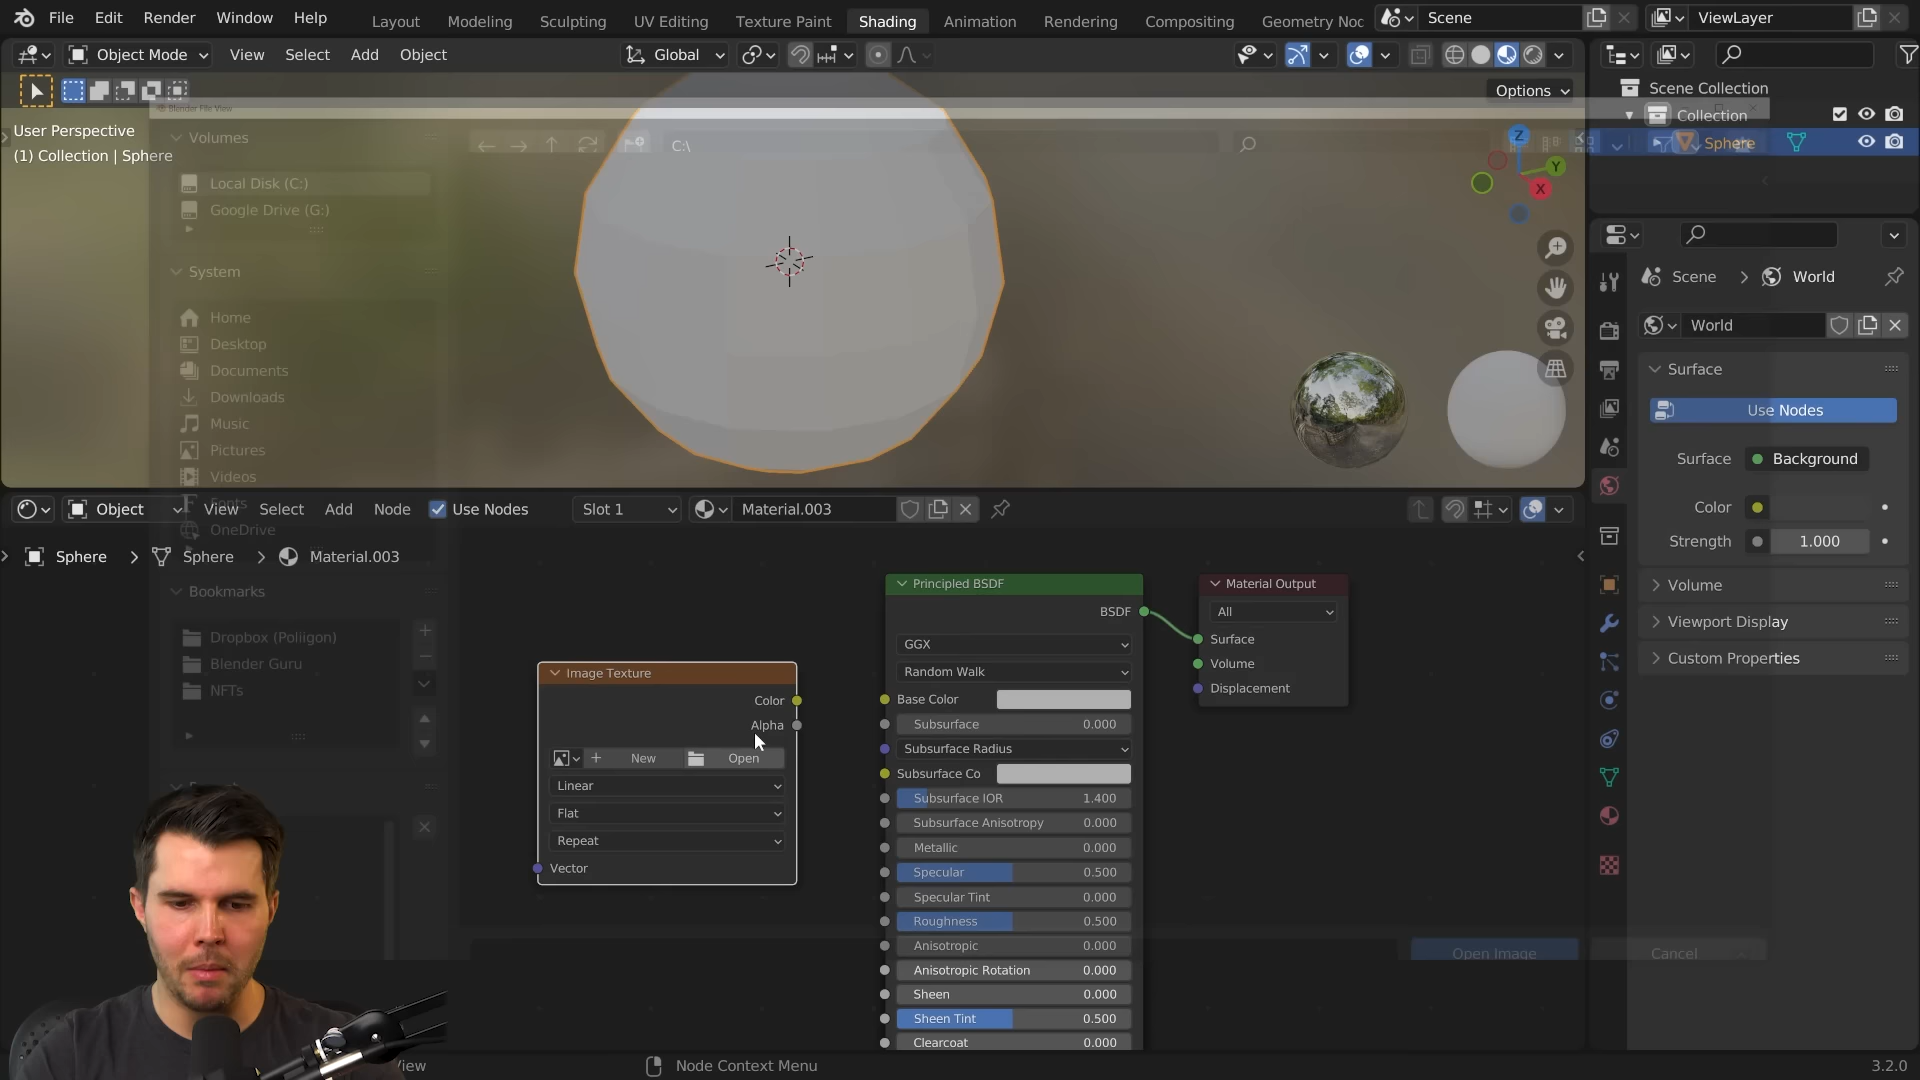 File Edit Render Window Help
Layout Modeling Sculpting UV Editing Texture Paint Shading Animation Rendering Compositing Geometry Noc
Scene
ViewLayer
Object Mode View Select Add Object
Global
Options
Scene Collection
Collection
Sphere
Blender File View
User Perspective
(1) Collection | Sphere
Volumes
C:\
Local Disk (C:)
Google Drive (G:)
System
Home
Desktop
Documents
Downloads
Music
Pictures
Videos
Fonts
OneDrive
Z
Y
X
Scene > World
World
Surface
Use Nodes
Surface Background
Color
Strength 1.000
Volume
Viewport Display
Custom Properties
Object View Select Add Node Use Nodes
Slot 1
Material.003
Sphere > Sphere > Material.003
Bookmarks
Dropbox (Poliigon)
Blender Guru
NFTs
Image Texture
Color
Alpha
New Open
Linear
Flat
Repeat
Vector
Principled BSDF
BSDF
GGX
Random Walk
Base Color
Subsurface 0.000
Subsurface Radius
Subsurface Co
Subsurface IOR 1.400
Subsurface Anisotropy 0.000
Metallic 0.000
Specular 0.500
Specular Tint 0.000
Roughness 0.500
Anisotropic 0.000
Anisotropic Rotation 0.000
Sheen 0.000
Sheen Tint 0.500
Clearcoat 0.000
Material Output
All
Surface
Volume
Displacement
Open Image
Cancel
Node Context Menu
3.2.0